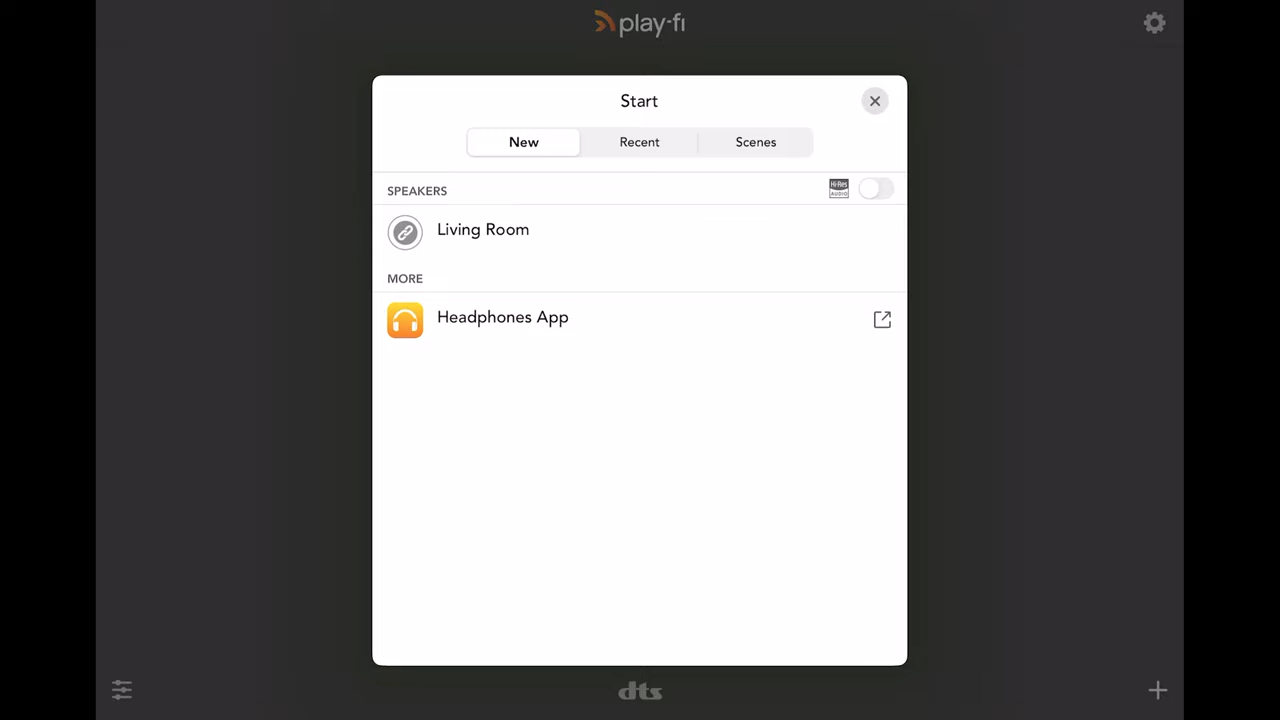 play-fi
Start
New Recent Scenes
SPEAKERS Hi-Res AUDIO
Living Room
MORE
Headphones App
dts